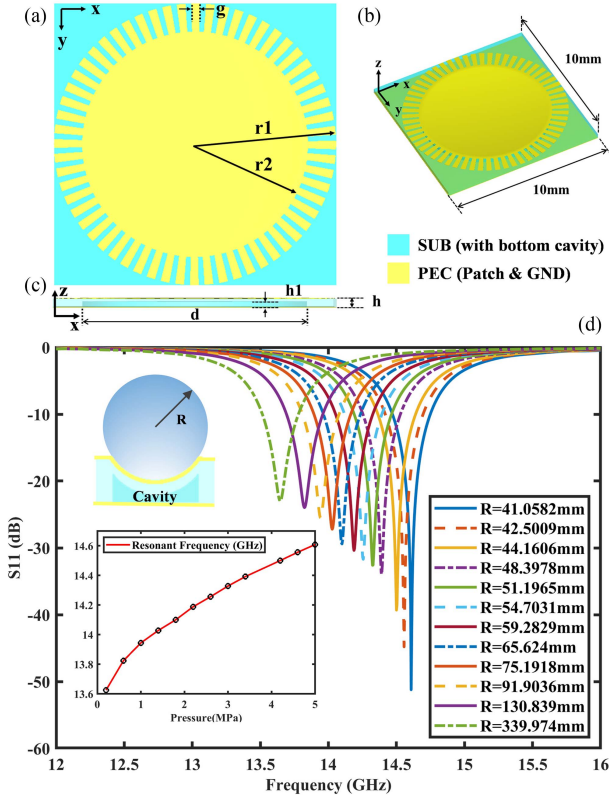 (a)
x
y
g
r1
r2
(b)
z
x
y
10mm
10mm
SUB (with bottom cavity)
PEC (Patch & GND)
(c)
z
x
h1
h
d
(d)
0
-10
-20
-30
-40
-50
-60
S11 (dB)
R
Cavity
Resonant Frequency (GHz)
14.6
14.4
14.2
14
13.8
13.6
0 1 2 3 4 5
Pressure(MPa)
R=41.0582mm
R=42.5009mm
R=44.1606mm
R=48.3978mm
R=51.1965mm
R=54.7031mm
R=59.2829mm
R=65.624mm
R=75.1918mm
R=91.9036mm
R=130.839mm
R=339.974mm
12 12.5 13 13.5 14 14.5 15 15.5 16
Frequency (GHz)